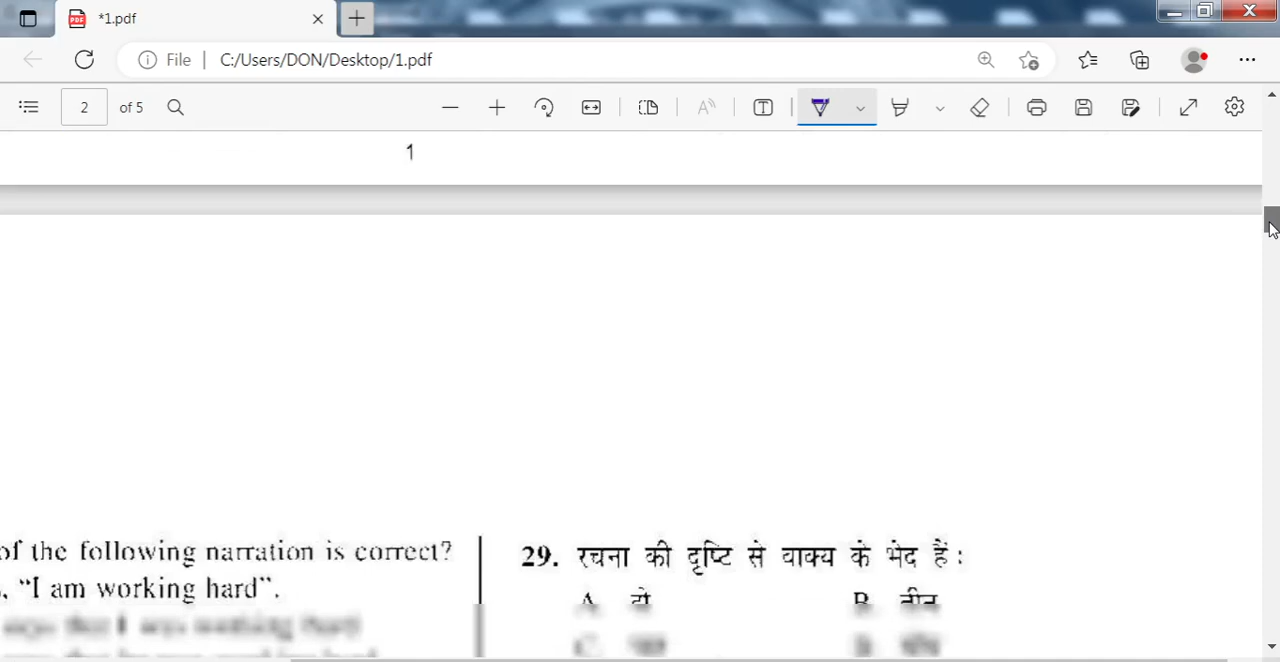 *1.pdf
File | C:/Users/DON/Desktop/1.pdf
2 of 5
1
of the following narration is correct?
, "I am working hard".
29. रचना की दृष्टि से वाक्य के भेद हैं :
A दो B तीन